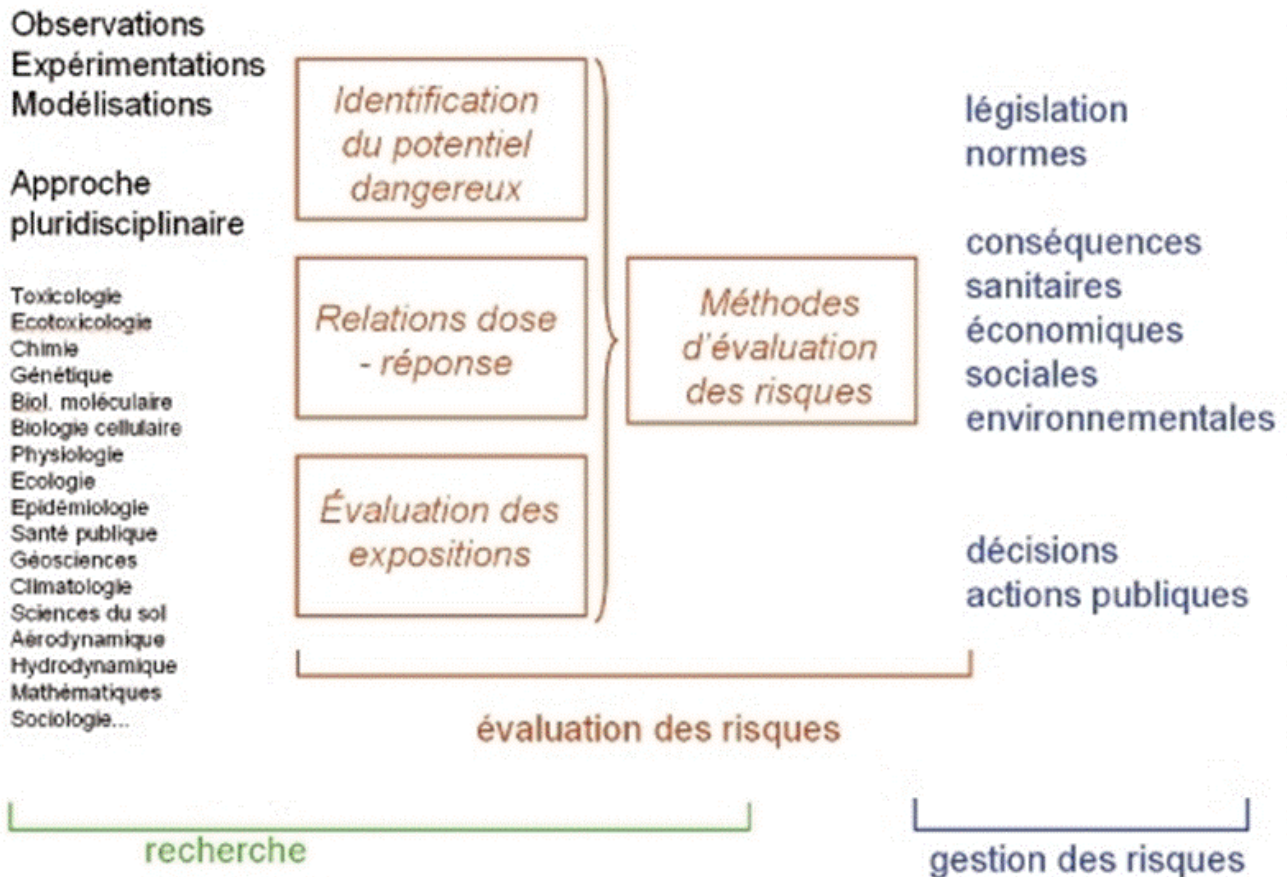 Observations
Expérimentations
Modélisations
Approche
pluridisciplinaire
Toxicologie
Ecotoxicologie
Chimie
Génétique
Biol. moléculaire
Biologie cellulaire
Physiologie
Ecologie
Epidémiologie
Santé publique
Géosciences
Climatologie
Sciences du sol
Aérodynamique
Hydrodynamique
Mathématiques
Sociologie...
Identification
du potentiel
dangereux
Relations dose
- réponse
Évaluation des
expositions
Méthodes
d'évaluation
des risques
législation
normes
conséquences
sanitaires
économiques
sociales
environnementales
décisions
actions publiques
évaluation des risques
recherche
gestion des risques